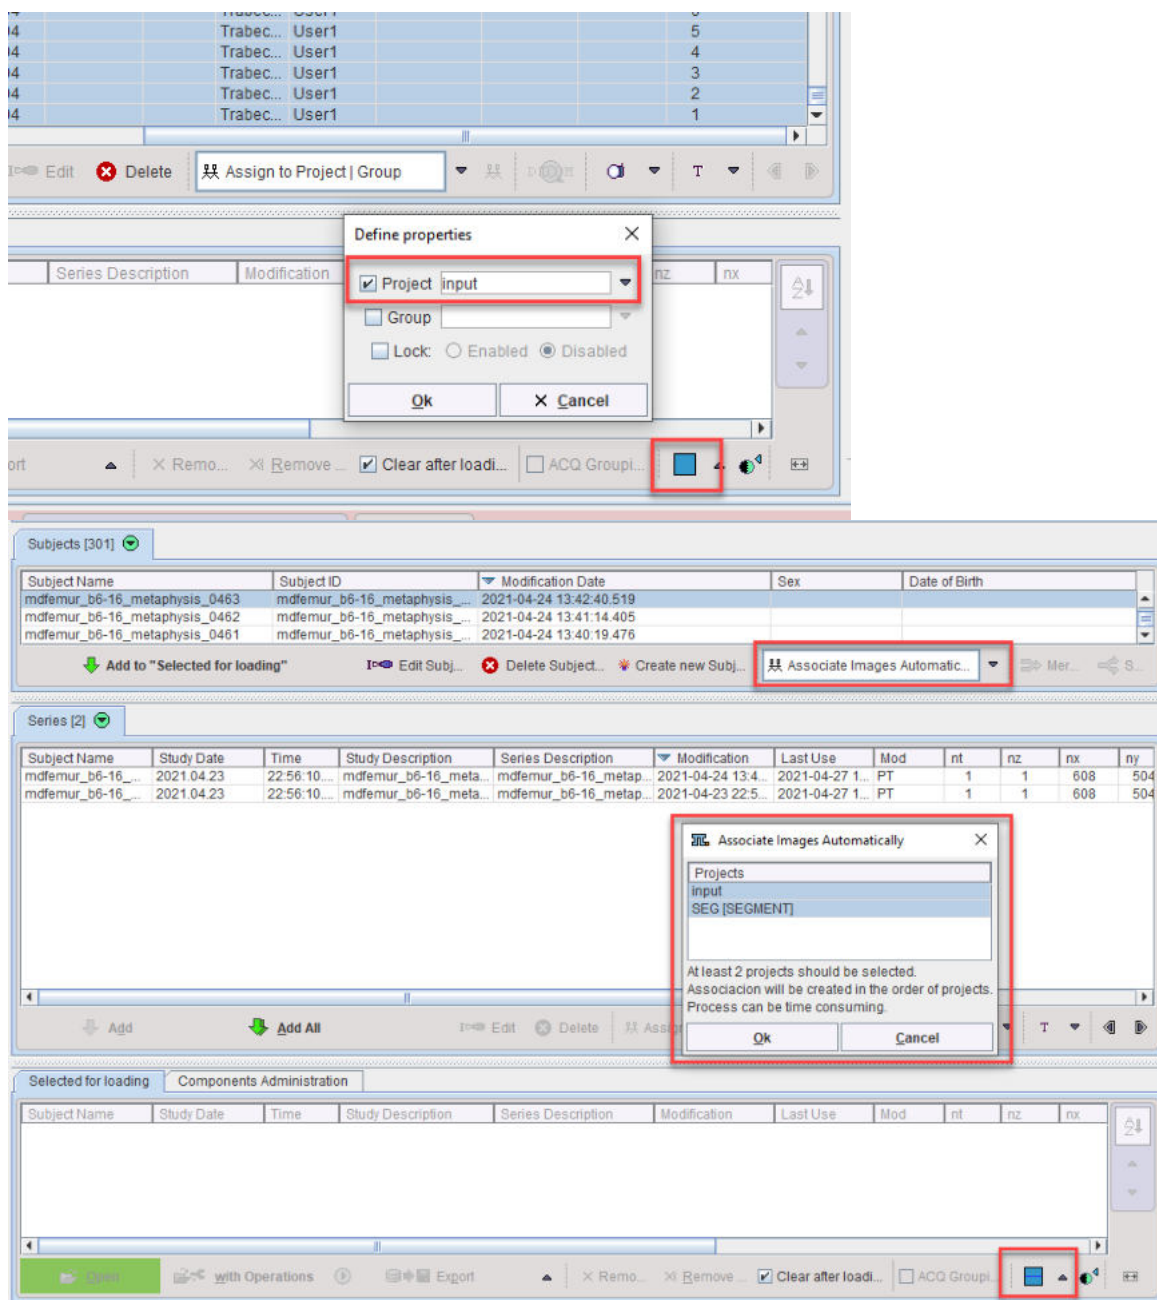 4 Trabec... User1 5
4 Trabec... User1 4
4 Trabec... User1 3
4 Trabec... User1 2
4 Trabec... User1 1
Edit Delete Assign to Project | Group T
Define properties
Series Description Modification nz nx
Project input
Group
Lock: Enabled Disabled
Ok Cancel
ort Remo... Remove ... Clear after loadi... ACQ Groupi...
Subjects [301]
Subject Name Subject ID Modification Date Sex Date of Birth
mdfemur_b6-16_metaphysis_0463 mdfemur_b6-16_metaphysis_... 2021-04-24 13:42:40.519
mdfemur_b6-16_metaphysis_0462 mdfemur_b6-16_metaphysis_... 2021-04-24 13:41:14.405
mdfemur_b6-16_metaphysis_0461 mdfemur_b6-16_metaphysis_... 2021-04-24 13:40:19.476
Add to "Selected for loading" Edit Subj... Delete Subject... Create new Subj... Associate Images Automatic... Mer... S...
Series [2]
Subject Name Study Date Time Study Description Series Description Modification Last Use Mod nt nz nx ny
mdfemur_b6-16_... 2021.04.23 22:56:10.... mdfemur_b6-16_meta... mdfemur_b6-16_metap... 2021-04-24 13:4... 2021-04-27 1... PT 1 1 608 504
mdfemur_b6-16_... 2021.04.23 22:56:10.... mdfemur_b6-16_meta... mdfemur_b6-16_metap... 2021-04-23 22:5... 2021-04-27 1... PT 1 1 608 504
Associate Images Automatically
Projects
input
SEG [SEGMENT]
At least 2 projects should be selected.
Associacion will be created in the order of projects.
Process can be time consuming.
Ok Cancel
Add Add All Edit Delete Assi T
Selected for loading Components Administration
Subject Name Study Date Time Study Description Series Description Modification Last Use Mod nt nz nx
Open with Operations Export Remo... Remove ... Clear after loadi... ACQ Groupi...